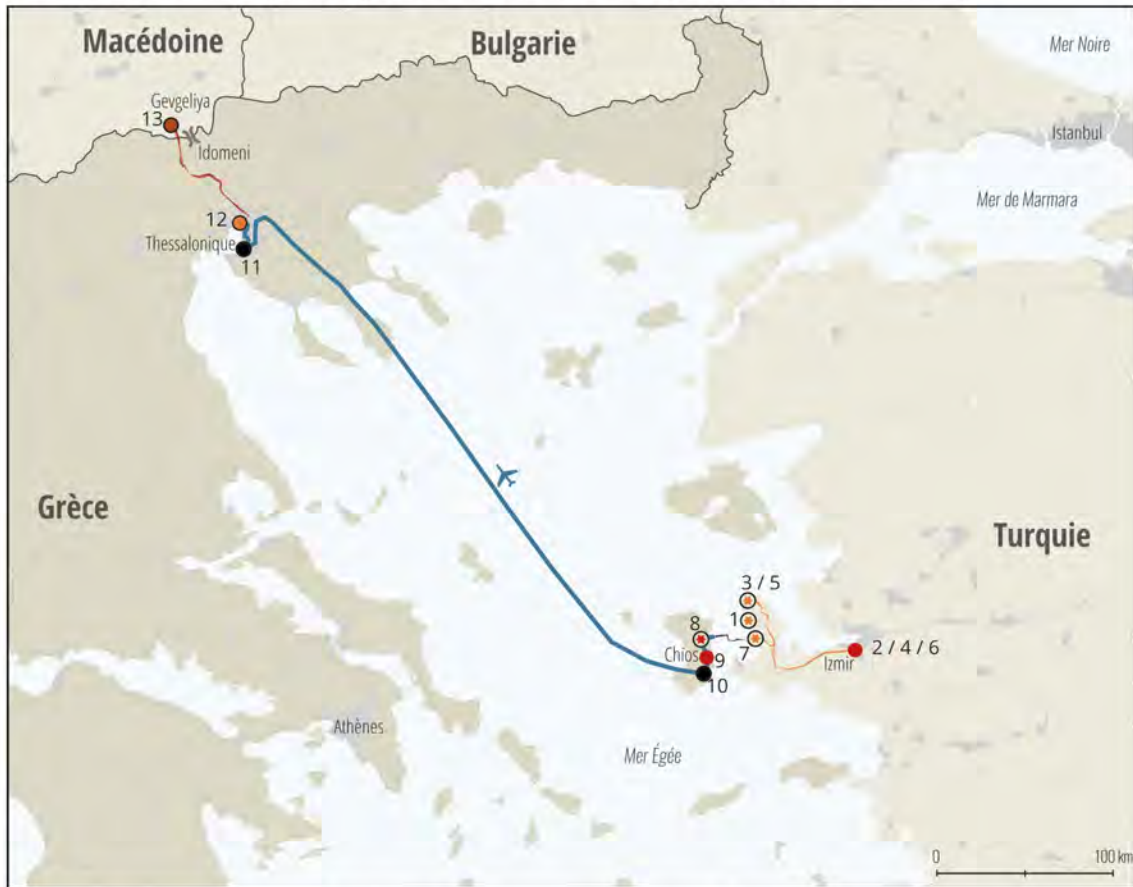 Macédoine
Bulgarie
Mer Noire
Gevgeliya
13
Idomeni
Istanbul
Mer de Marmara
12
Thessalonique
11
Grèce
Turquie
3 / 5
1
8
7
2 / 4 / 6
Chios
9
Izmir
10
Athènes
Mer Égée
0
100 km